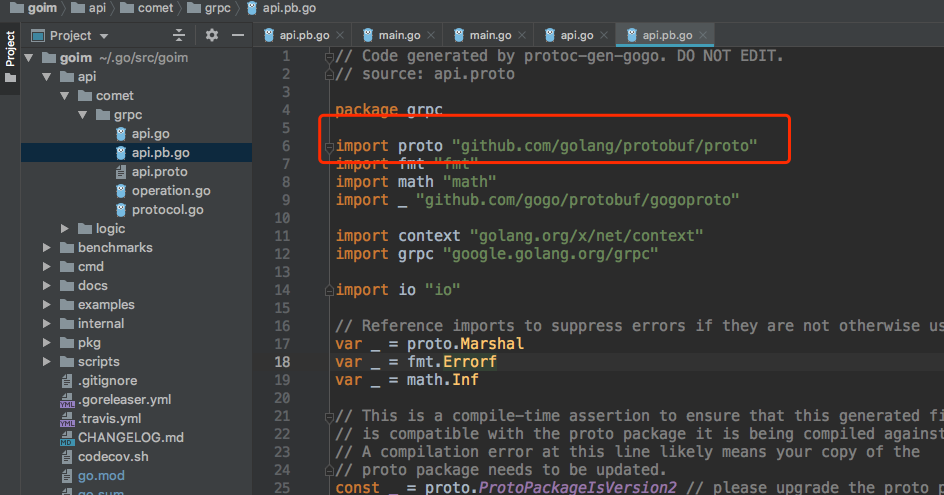 goim api comet grpc api.pb.go
Project
Project
api.pb.go main.go main.go api.go api.pb.go
goim ~/.go/src/goim
api
comet
grpc
api.go
api.pb.go
api.proto
operation.go
protocol.go
logic
benchmarks
cmd
docs
examples
internal
pkg
scripts
.gitignore
.goreleaser.yml
.travis.yml
CHANGELOG.md
codecov.sh
go.mod
go.sum
1 // Code generated by protoc-gen-gogo. DO NOT EDIT.
2 // source: api.proto
3
4 package grpc
5
6 import proto "github.com/golang/protobuf/proto"
7 import fmt "fmt"
8 import math "math"
9 import _ "github.com/gogo/protobuf/gogoproto"
10
11 import context "golang.org/x/net/context"
12 import grpc "google.golang.org/grpc"
13
14 import io "io"
15
16 // Reference imports to suppress errors if they are not otherwise us
17 var _ = proto.Marshal
18 var _ = fmt.Errorf
19 var _ = math.Inf
20
21 // This is a compile-time assertion to ensure that this generated fi
22 // is compatible with the proto package it is being compiled against
23 // A compilation error at this line likely means your copy of the
24 // proto package needs to be updated.
25 const _ = proto.ProtoPackageIsVersion2 // please upgrade the proto p